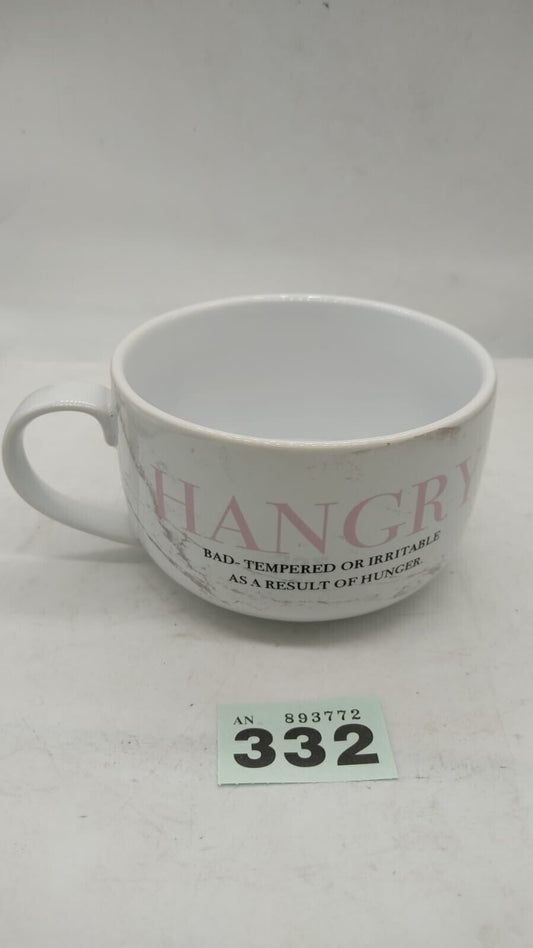 HANGRY
BAD- TEMPERED OR IRRITABLE
AS A RESULT OF HUNGER.
AN 893772
332